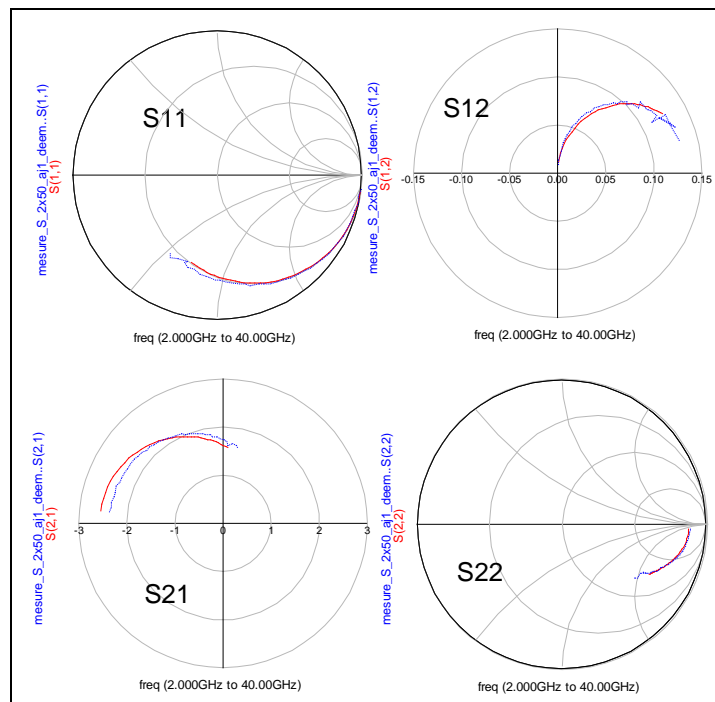 mesure_S_2x50_aj1_deem..S(1,1)
S(1,1)
S11
freq (2.000GHz to 40.00GHz)
mesure_S_2x50_aj1_deem..S(1,2)
S(1,2)
S12
-0.15 -0.10 -0.05 0.00 0.05 0.10 0.15
freq (2.000GHz to 40.00GHz)
mesure_S_2x50_aj1_deem..S(2,1)
S(2,1)
-3 -2 -1 0 1 2 3
S21
freq (2.000GHz to 40.00GHz)
mesure_S_2x50_aj1_deem..S(2,2)
S(2,2)
S22
freq (2.000GHz to 40.00GHz)